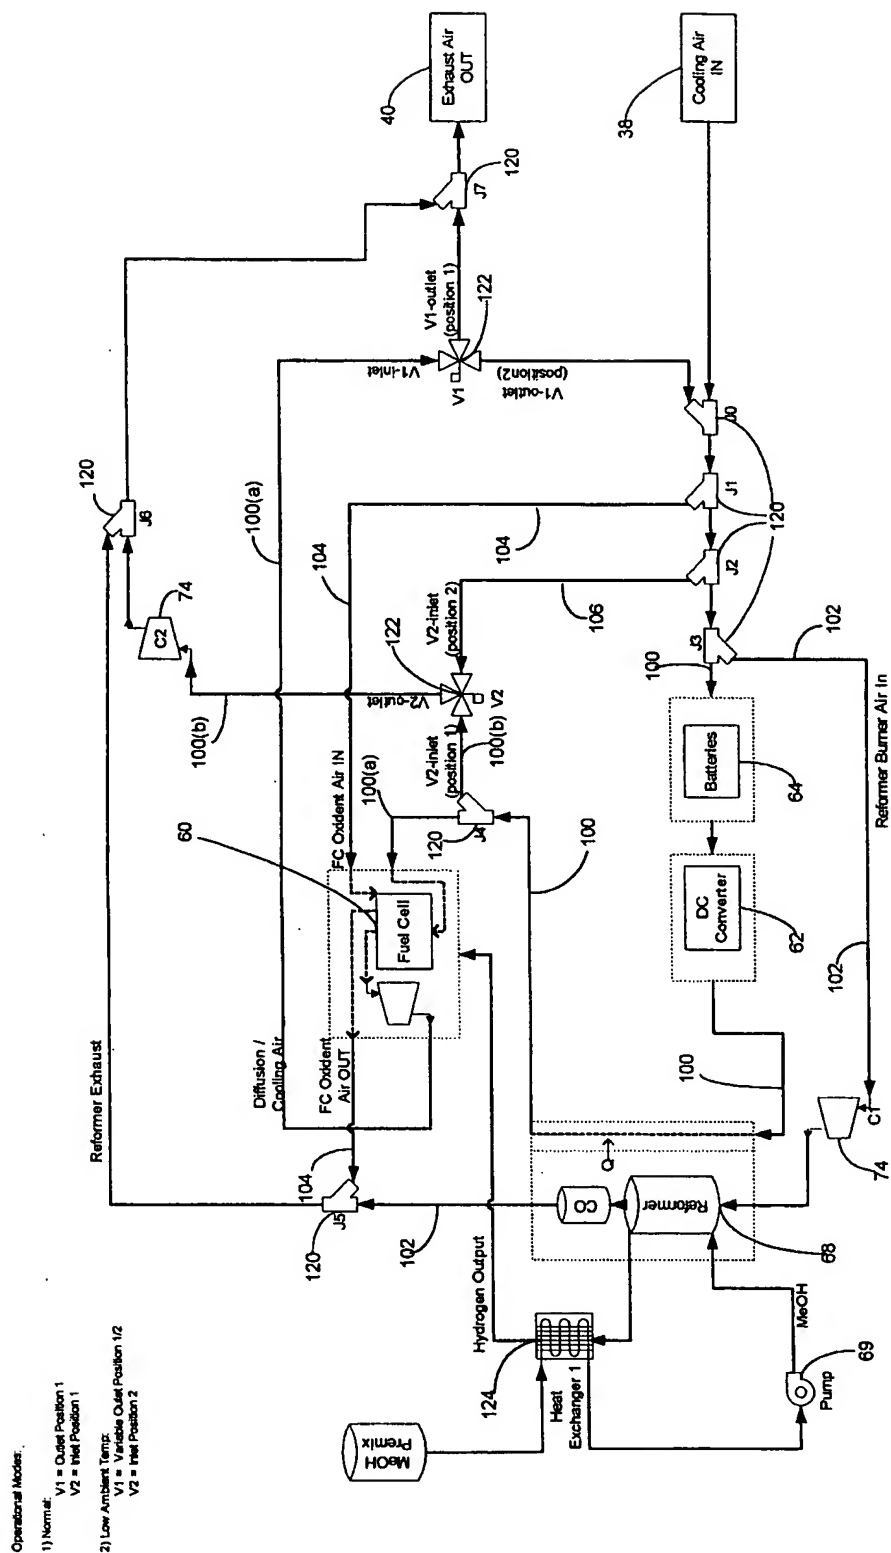 Operational Modes:
1) Normal:
V1 = Outlet Position 1
V2 = Inlet Position 1
2) Low Ambient Temp:
V1 = Variable Outlet Position 1/2
V2 = Inlet Position 2
Reformer Exhaust
120
J6
C2
74
100(b)
100(a)
104
Diffusion /
Cooling Air
FC Oxident
Air OUT
104
J5
120
102
FC Oxident Air IN
60
Fuel Cell
100(a)
120
J4
V2-inlet
(position 1)
100(b)
V2-outlet
122
V2
V2-inlet
(position 2)
106
104
V1-inlet
V1
122
V1-outlet
(position 1)
V1-outlet
(position2)
J7
120
40
Exhaust Air
OUT
38
Cooling Air
IN
J0
J1
120
J2
120
J3
100
102
Batteries
64
DC
Converter
62
100
100
Reformer Burner Air In
102
C1
74
Q
CO
Reformer
68
Hydrogen Output
124
Heat
Exchanger 1
MeOH
Premix
MeOH
69
Pump